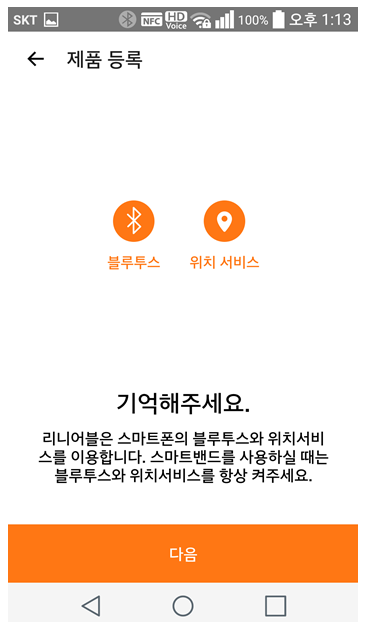 SKT NFC HD Voice 100% 오후 1:13
제품 등록
블루투스 위치 서비스
기억해주세요.
리니어블은 스마트폰의 블루투스와 위치서비
스를 이용합니다. 스마트밴드를 사용하실 때는
블루투스와 위치서비스를 항상 켜주세요.
다음